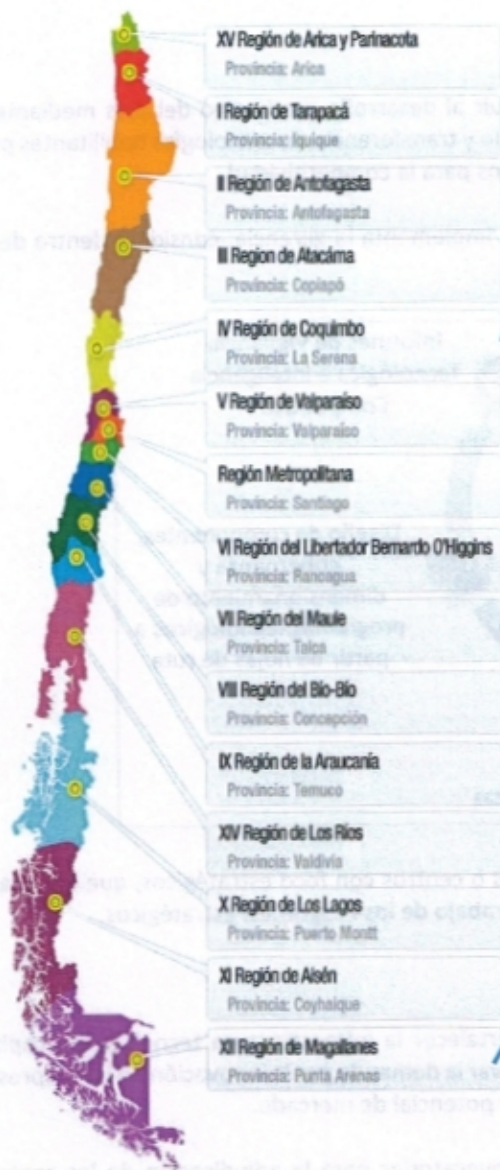 XV Región de Arica y Parinacota
Provincia: Arica
I Región de Tarapacá
Provincia: Iquique
II Región de Antofagasta
Provincia: Antofagasta
III Región de Atacáma
Provincia: Copiapó
IV Región de Coquimbo
Provincia: La Serena
V Región de Valparaíso
Provincia: Valparaíso
Región Metropolitana
Provincia: Santiago
VI Región del Libertador Bernardo O'Higgins
Provincia: Rancagua
VII Región del Maule
Provincia: Talca
VIII Región del Bío-Bío
Provincia: Concepción
IX Región de la Araucanía
Provincia: Temuco
XIV Región de Los Ríos
Provincia: Valdivia
X Región de Los Lagos
Provincia: Puerto Montt
XI Región de Aisén
Provincia: Coyhaique
XII Región de Magallanes
Provincia: Punta Arenas